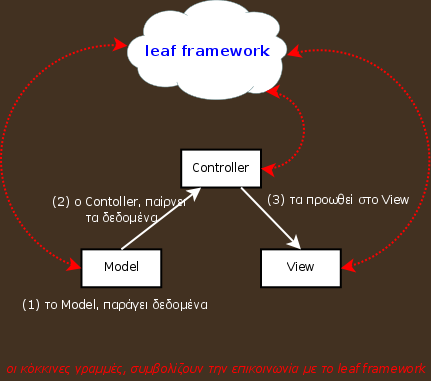 leaf framework
Controller
(2) ο Contoller, παίρνει
τα δεδομένα
(3) τα προωθεί στο View
Model
View
(1) το Model, παράγει δεδομένα
οι κόκκινες γραμμές, συμβολίζουν την επικοινωνία με το leaf framework